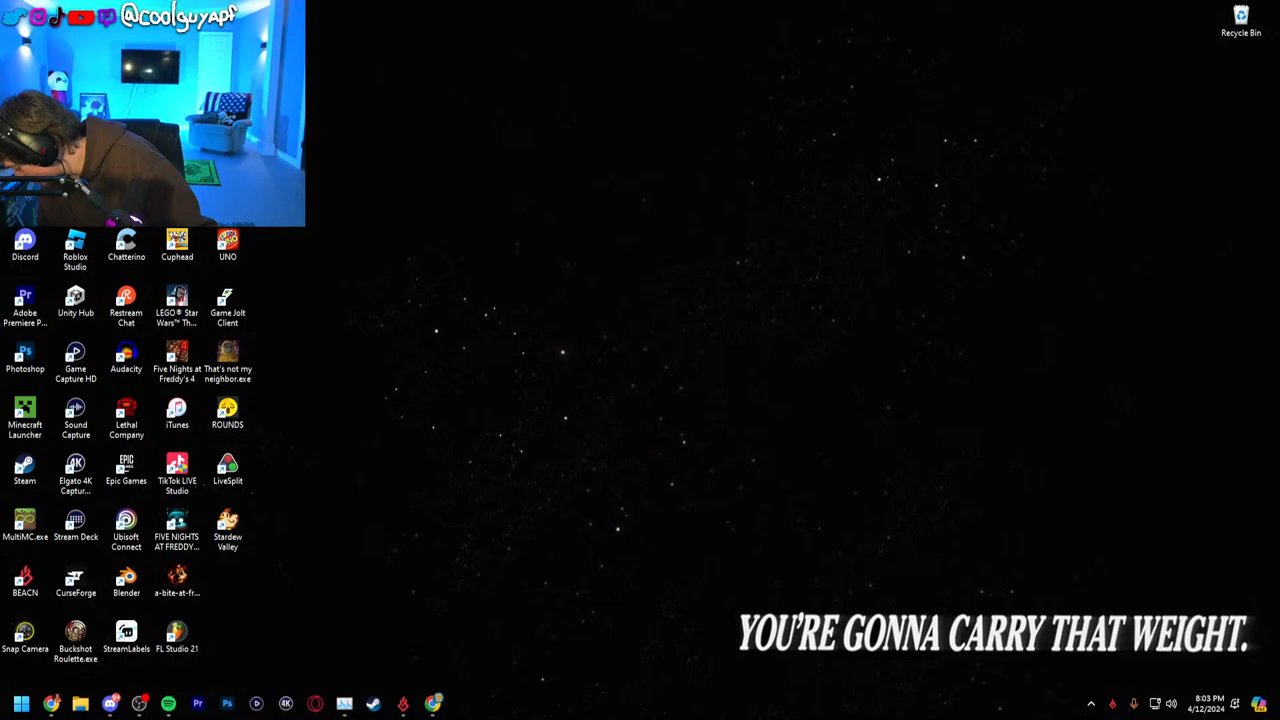 @coolguyapf
Recycle Bin
Discord
Roblox Studio
Chatterino
Cuphead
UNO
Adobe Premiere P...
Unity Hub
Restream Chat
LEGO® Star Wars™ Th...
Game Jolt Client
Photoshop
Game Capture HD
Audacity
Five Nights at Freddy's 4
That's not my neighbor.exe
Minecraft Launcher
Sound Capture
Lethal Company
iTunes
ROUNDS
Steam
Elgato 4K Captur...
Epic Games
TikTok LIVE Studio
LiveSplit
MultiMC.exe
Stream Deck
Ubisoft Connect
FIVE NIGHTS AT FREDDY...
Stardew Valley
BEACN
CurseForge
Blender
a-bite-at-fr...
Snap Camera
Buckshot Roulette.exe
StreamLabels
FL Studio 21
YOU'RE GONNA CARRY THAT WEIGHT.
8:03 PM
4/12/2024